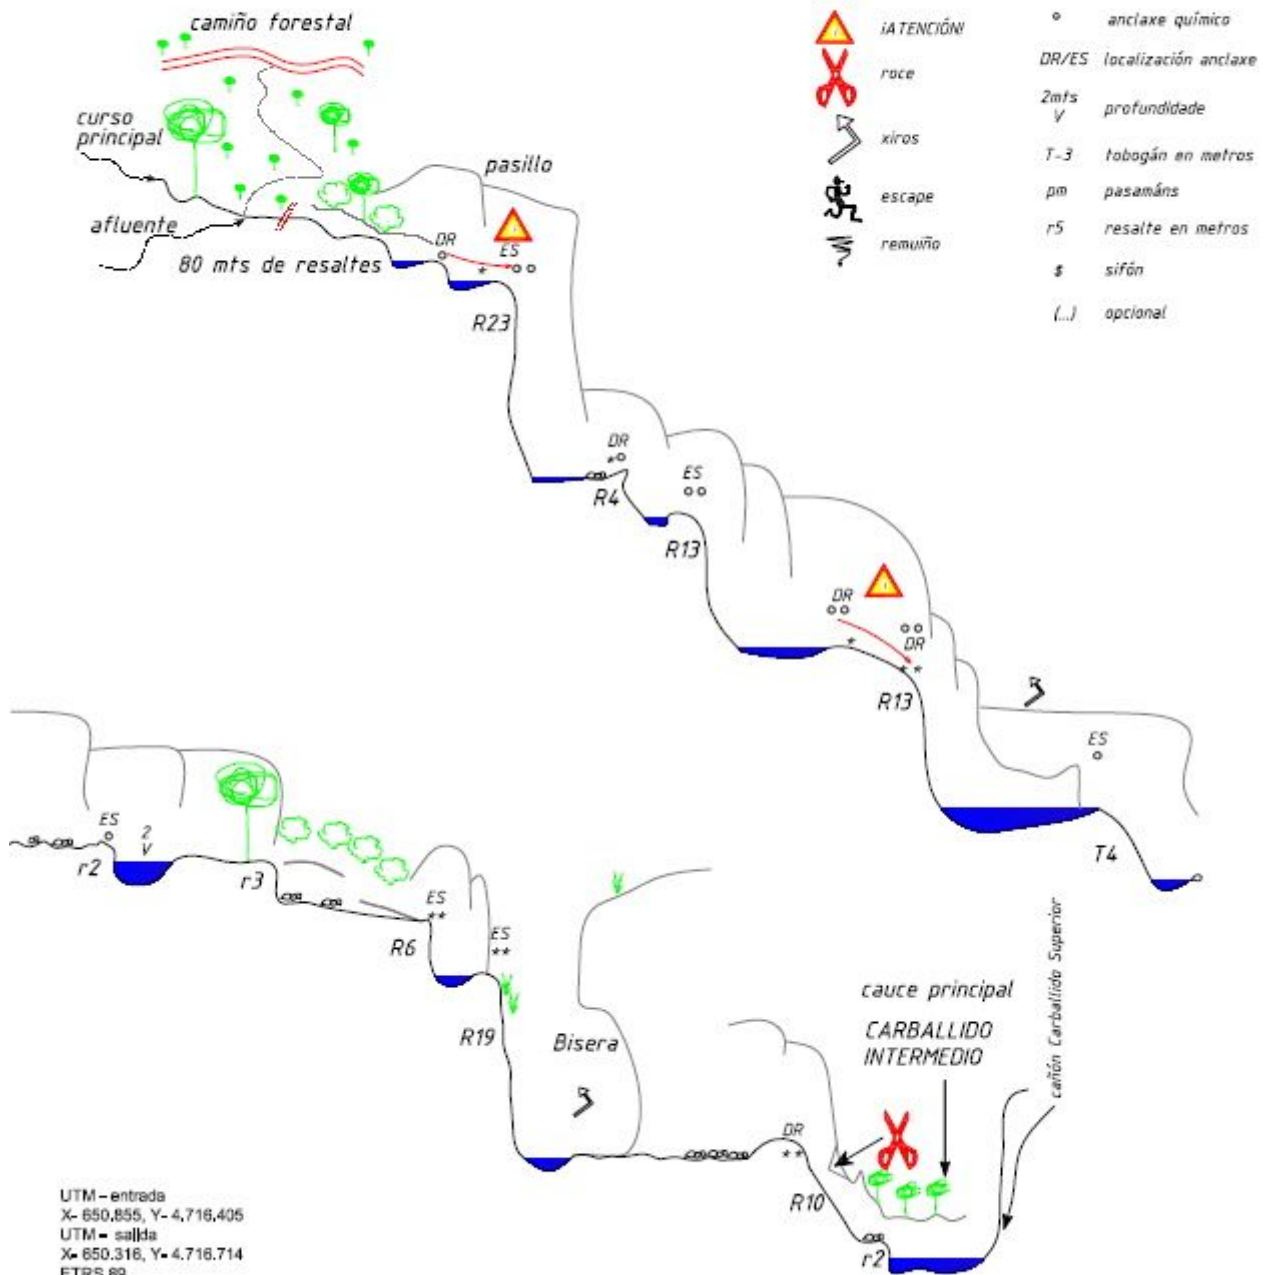 camiño forestal
curso
principal
afluente
80 mts de resaltes
pasillo
DR
ES
R23
¡ATENCIÓN!
roce
xiros
escape
remuiño
anclaxe químico
DR/ES localización anclaxe
2mts
V profundidade
T-3 tobogán en metros
pm pasamáns
r5 resalte en metros
$ sifón
(...) opcional
DR
R4
ES
R13
DR
DR
R13
ES
T4
ES
2
V
r2
r3
ES
**
R6
ES
**
R19
Bisera
cauce principal
CARBALLIDO
INTERMEDIO
cañón Carballido Superior
DR
**
R10
r2
UTM - entrada
X- 650.855, Y- 4.716.405
UTM - salida
X- 650.316, Y- 4.716.714
ETRS 89